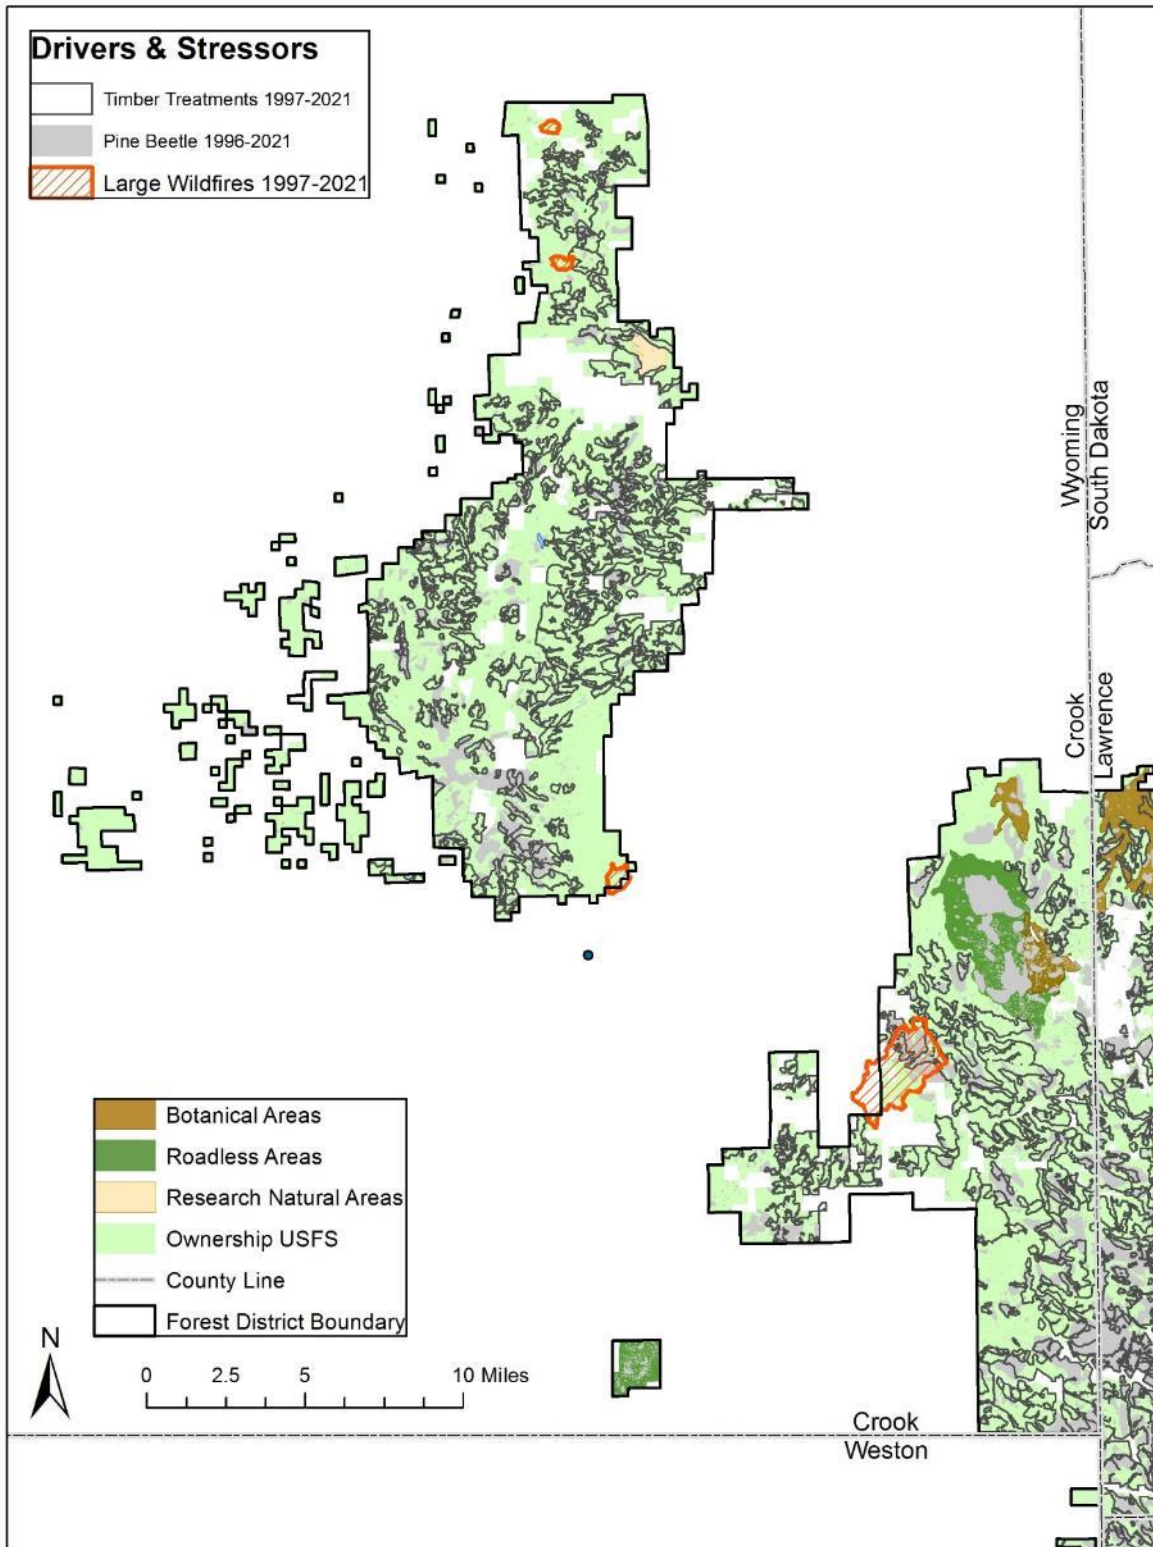 Drivers & Stressors
Timber Treatments 1997-2021
Pine Beetle 1996-2021
Large Wildfires 1997-2021
Wyoming
South Dakota
Crook
Lawrence
Botanical Areas
Roadless Areas
Research Natural Areas
Ownership USFS
County Line
Forest District Boundary
N
0 2.5 5 10 Miles
Crook
Weston